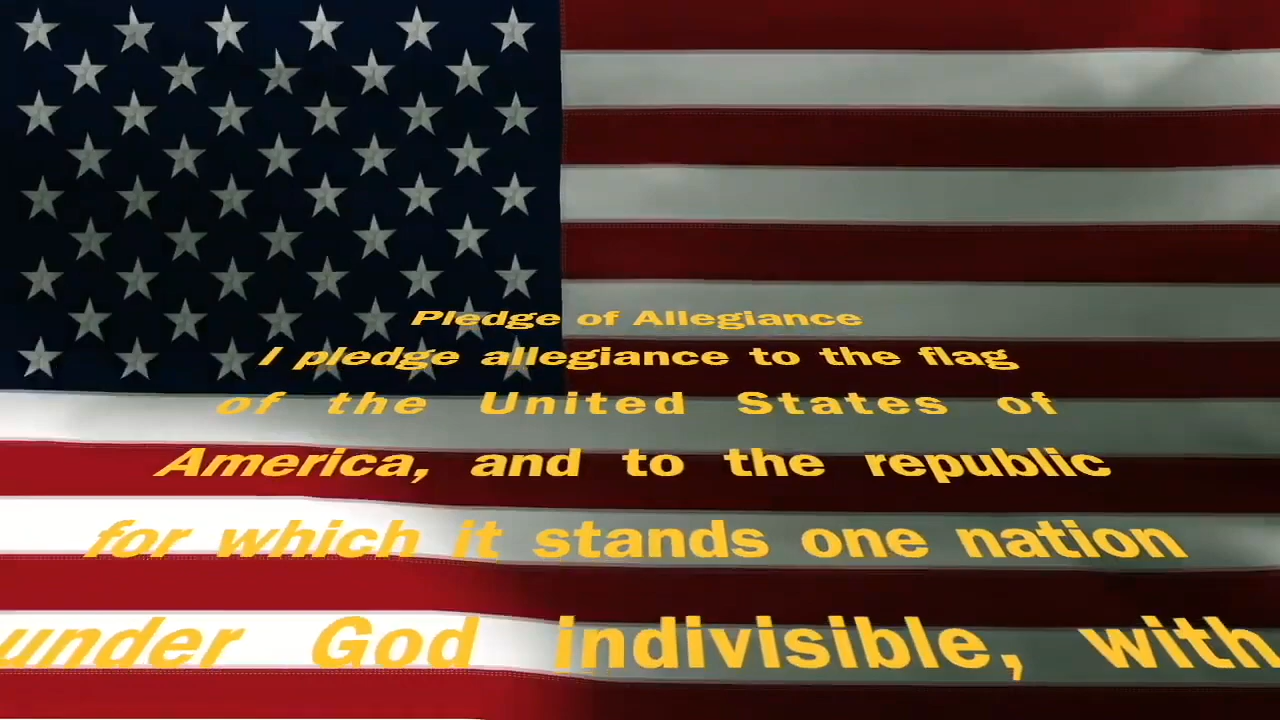 Pledge of Allegiance
I pledge allegiance to the flag
of the United States of
America, and to the republic
for which it stands one nation
under God indivisible, with